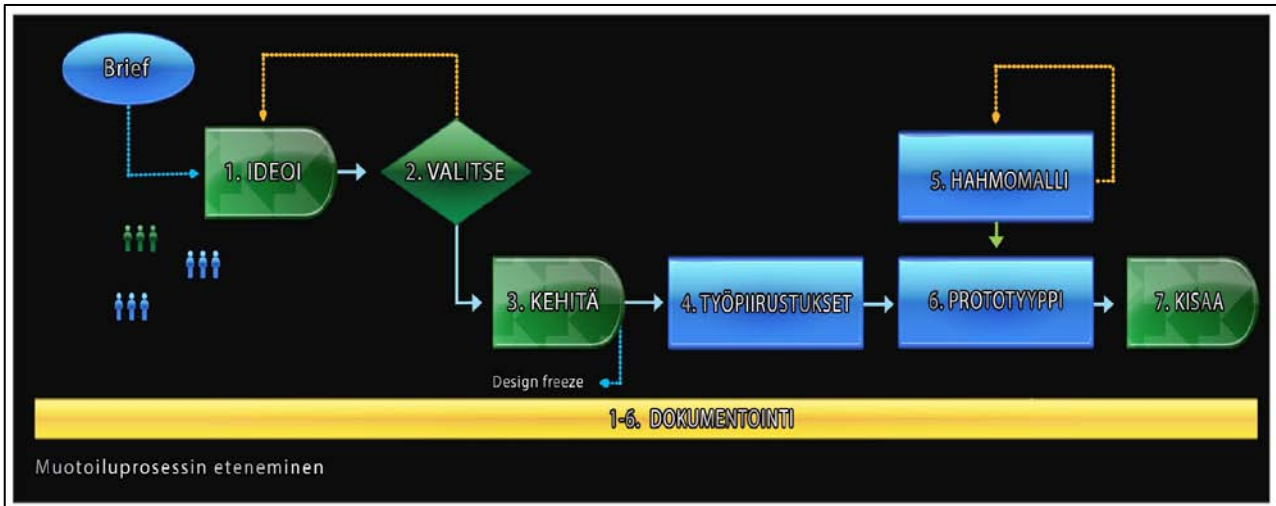 Brief
1. IDEOI
2. VALITSE
3. KEHITÄ
Design freeze
4. TYÖPIIRUSTUKSET
5. HAHMOMALLI
6. PROTOTYYPPI
7. KISAA
1-6. DOKUMENTOINTI
Muotoiluprosessin eteneminen